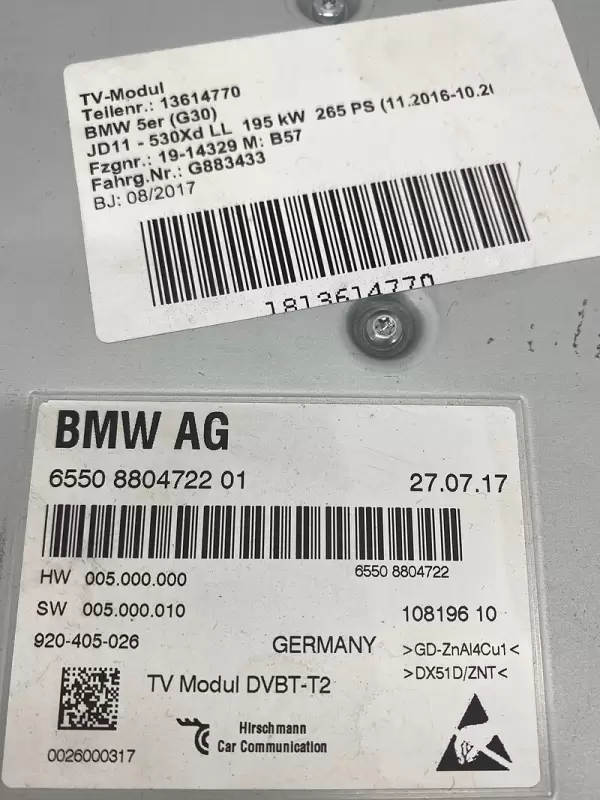 TV-Modul
Teilenr.: 13614770
BMW 5er (G30)
JD11 - 530Xd LL 195 kW 265 PS (11.2016-10.20
Fzgnr.: 19-14329 M: B57
Fahrg.Nr.: G883433
BJ: 08/2017
1813614770
BMW AG
6550 8804722 01 27.07.17
6550 8804722
HW 005.000.000
SW 005.000.010 108196 10
920-405-026 GERMANY >GD-ZnAl4Cu1<
>DX51D/ZNT<
TV Modul DVBT-T2
Hirschmann
Car Communication
0026000317